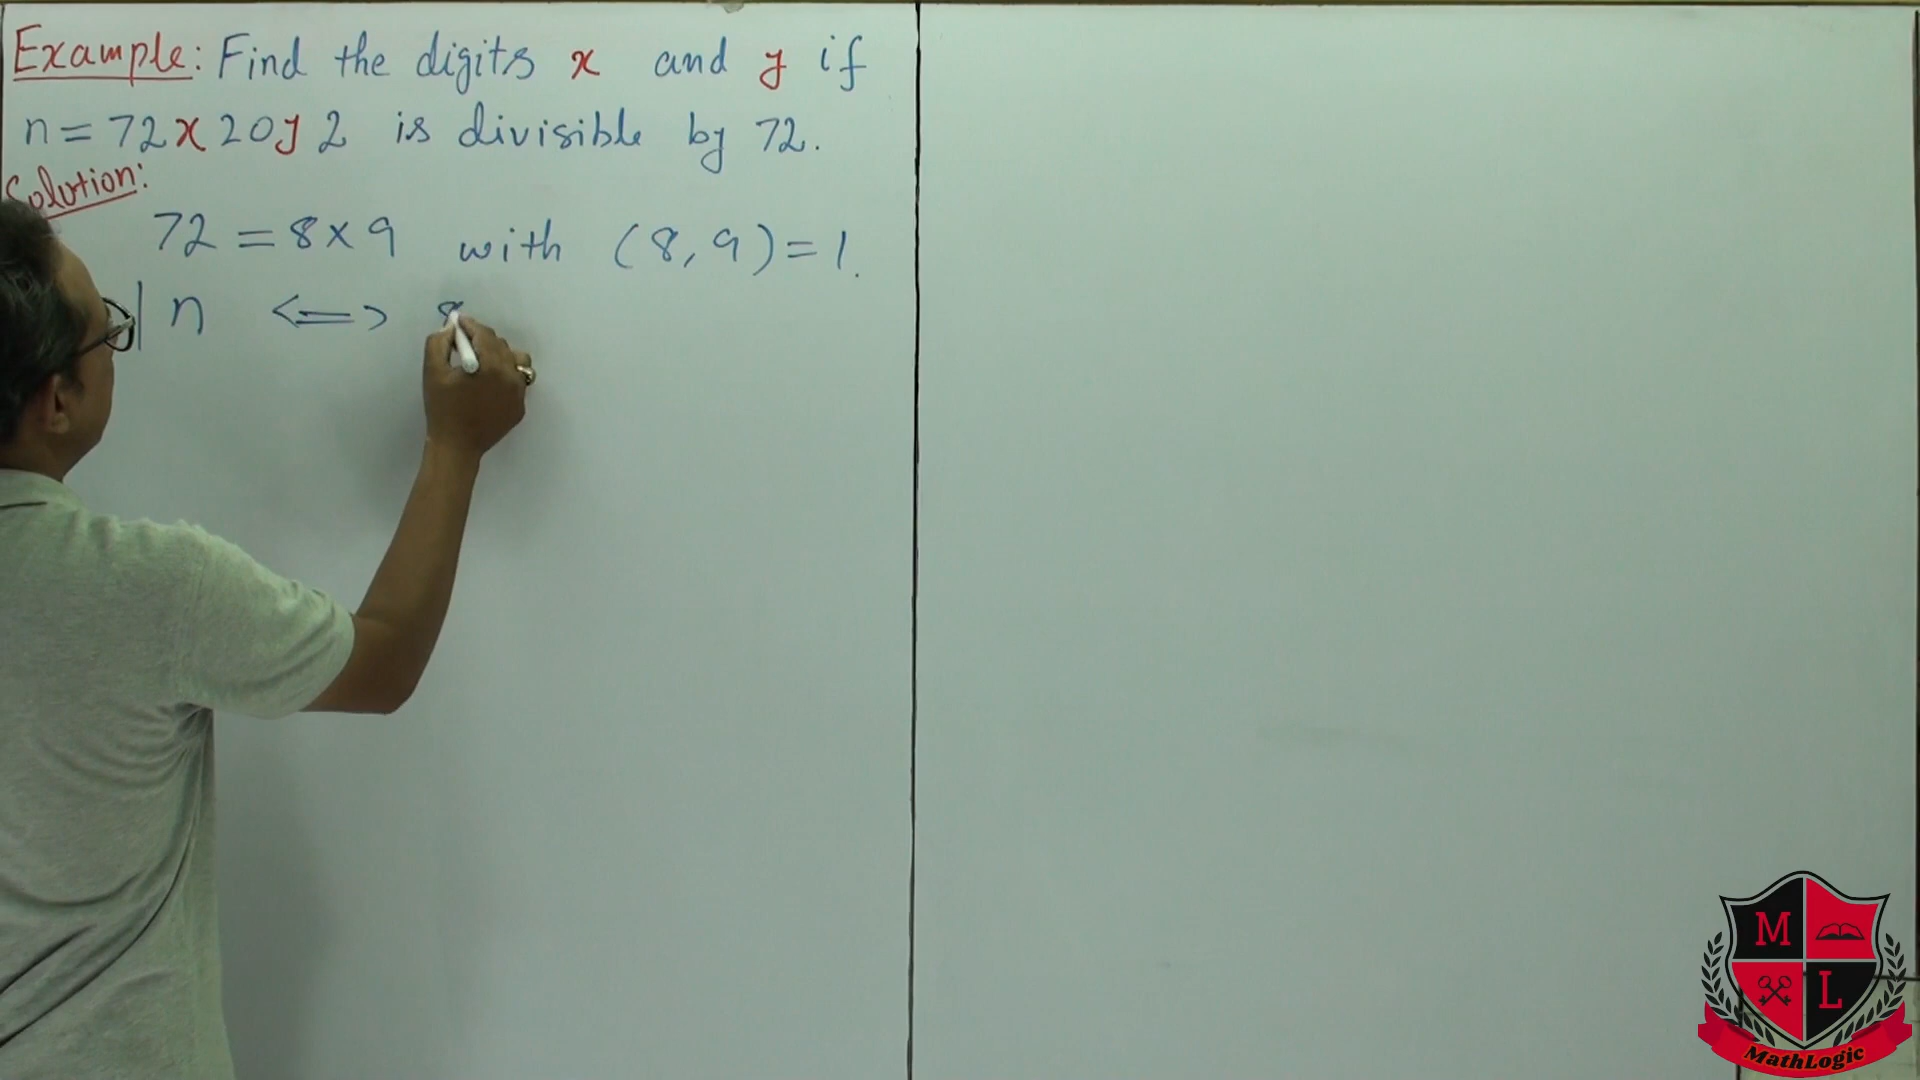 Example: Find the digits x and y if
n = 72x20y2 is divisible by 72.
Solution:
72 = 8 × 9 with (8, 9) = 1.
| n <=> 8
M
L
MathLogic